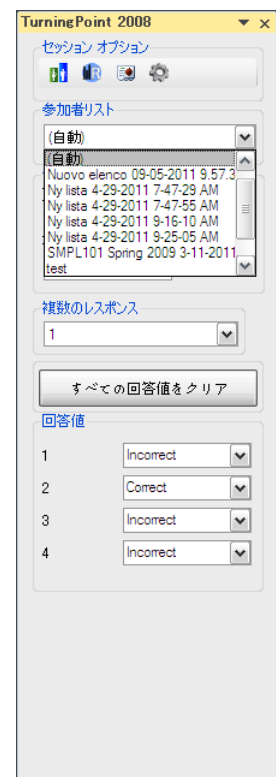 TurningPoint 2008
セッション オプション
参加者リスト
(自動)
(自動)
Nuovo elenco 09-05-2011 9.57.3
Ny lista 4-29-2011 7-47-29 AM
Ny lista 4-29-2011 7-47-55 AM
Ny lista 4-29-2011 9-16-10 AM
Ny lista 4-29-2011 9-25-05 AM
SMPL101 Spring 2009 3-11-2011
test
複数のレスポンス
1
すべての回答値をクリア
回答値
1 Incorrect
2 Correct
3 Incorrect
4 Incorrect